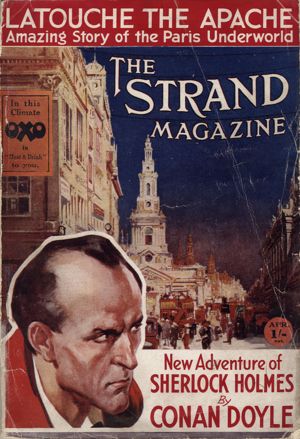 LATOUCHE THE APACHE
Amazing Story of the Paris Underworld
THE
STRAND
MAGAZINE
In this
Climate
OXO
is
"Meat & Drink"
to you.
APR.
1/-
New Adventure of
SHERLOCK HOLMES
By
CONAN DOYLE